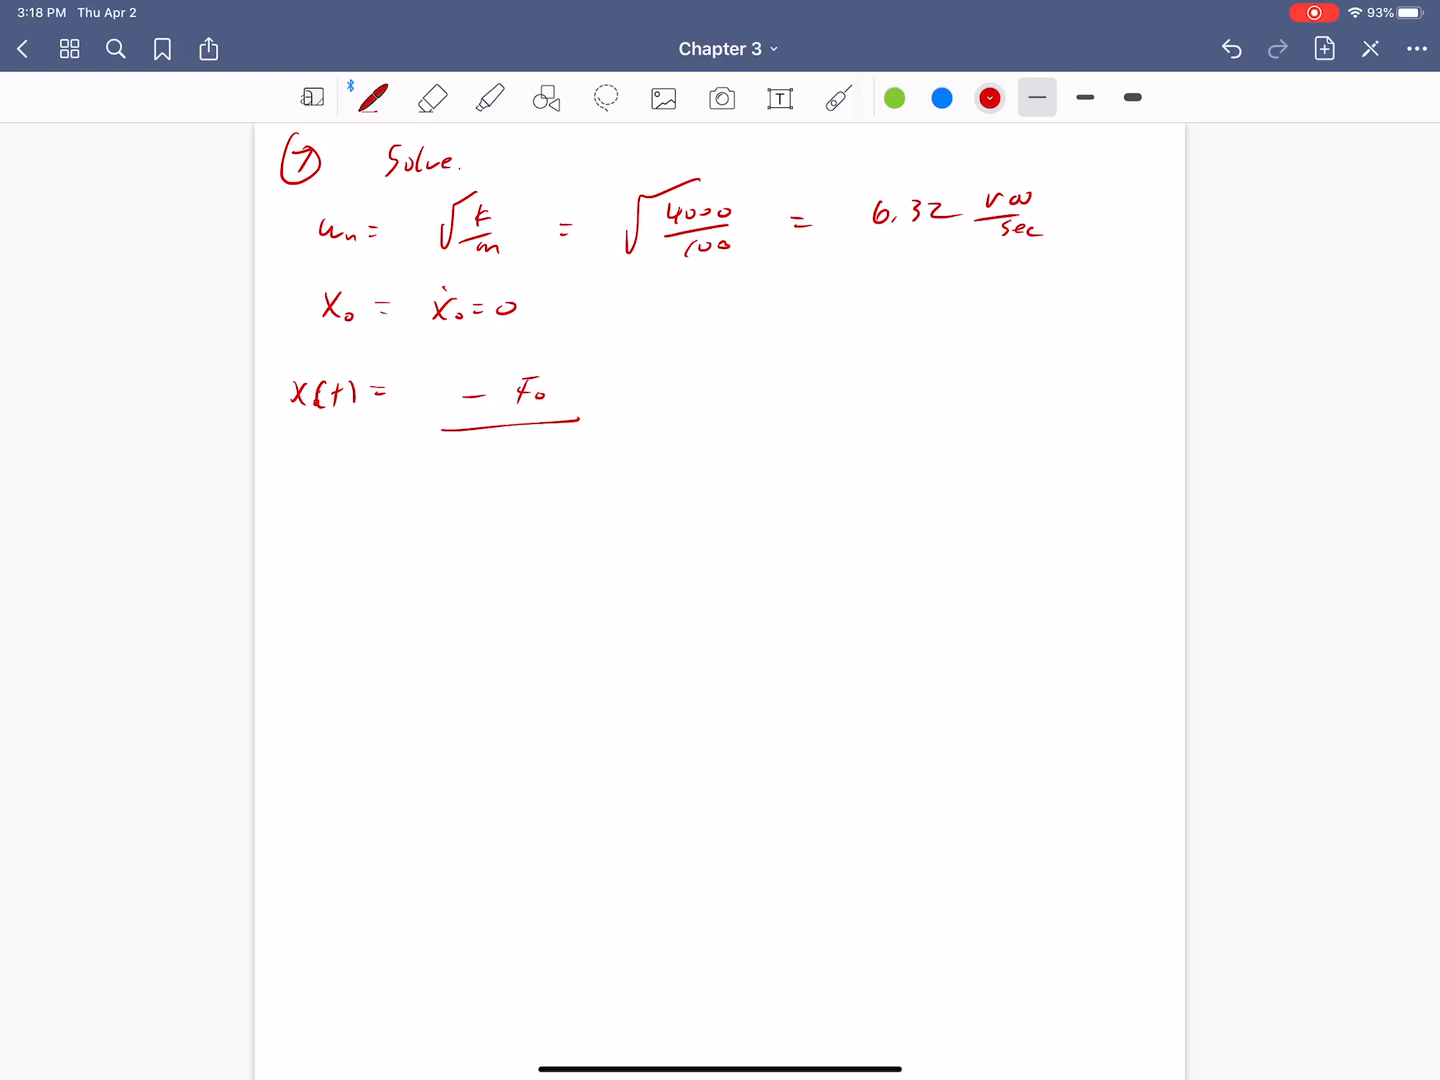 3:18 PM Thu Apr 2
93%
Chapter 3
T
7 Solve.
ωn = √(k/m) = √(4000/100) = 6.32 rad/sec
x₀ = ẋ₀ = 0
x(t) = - F₀